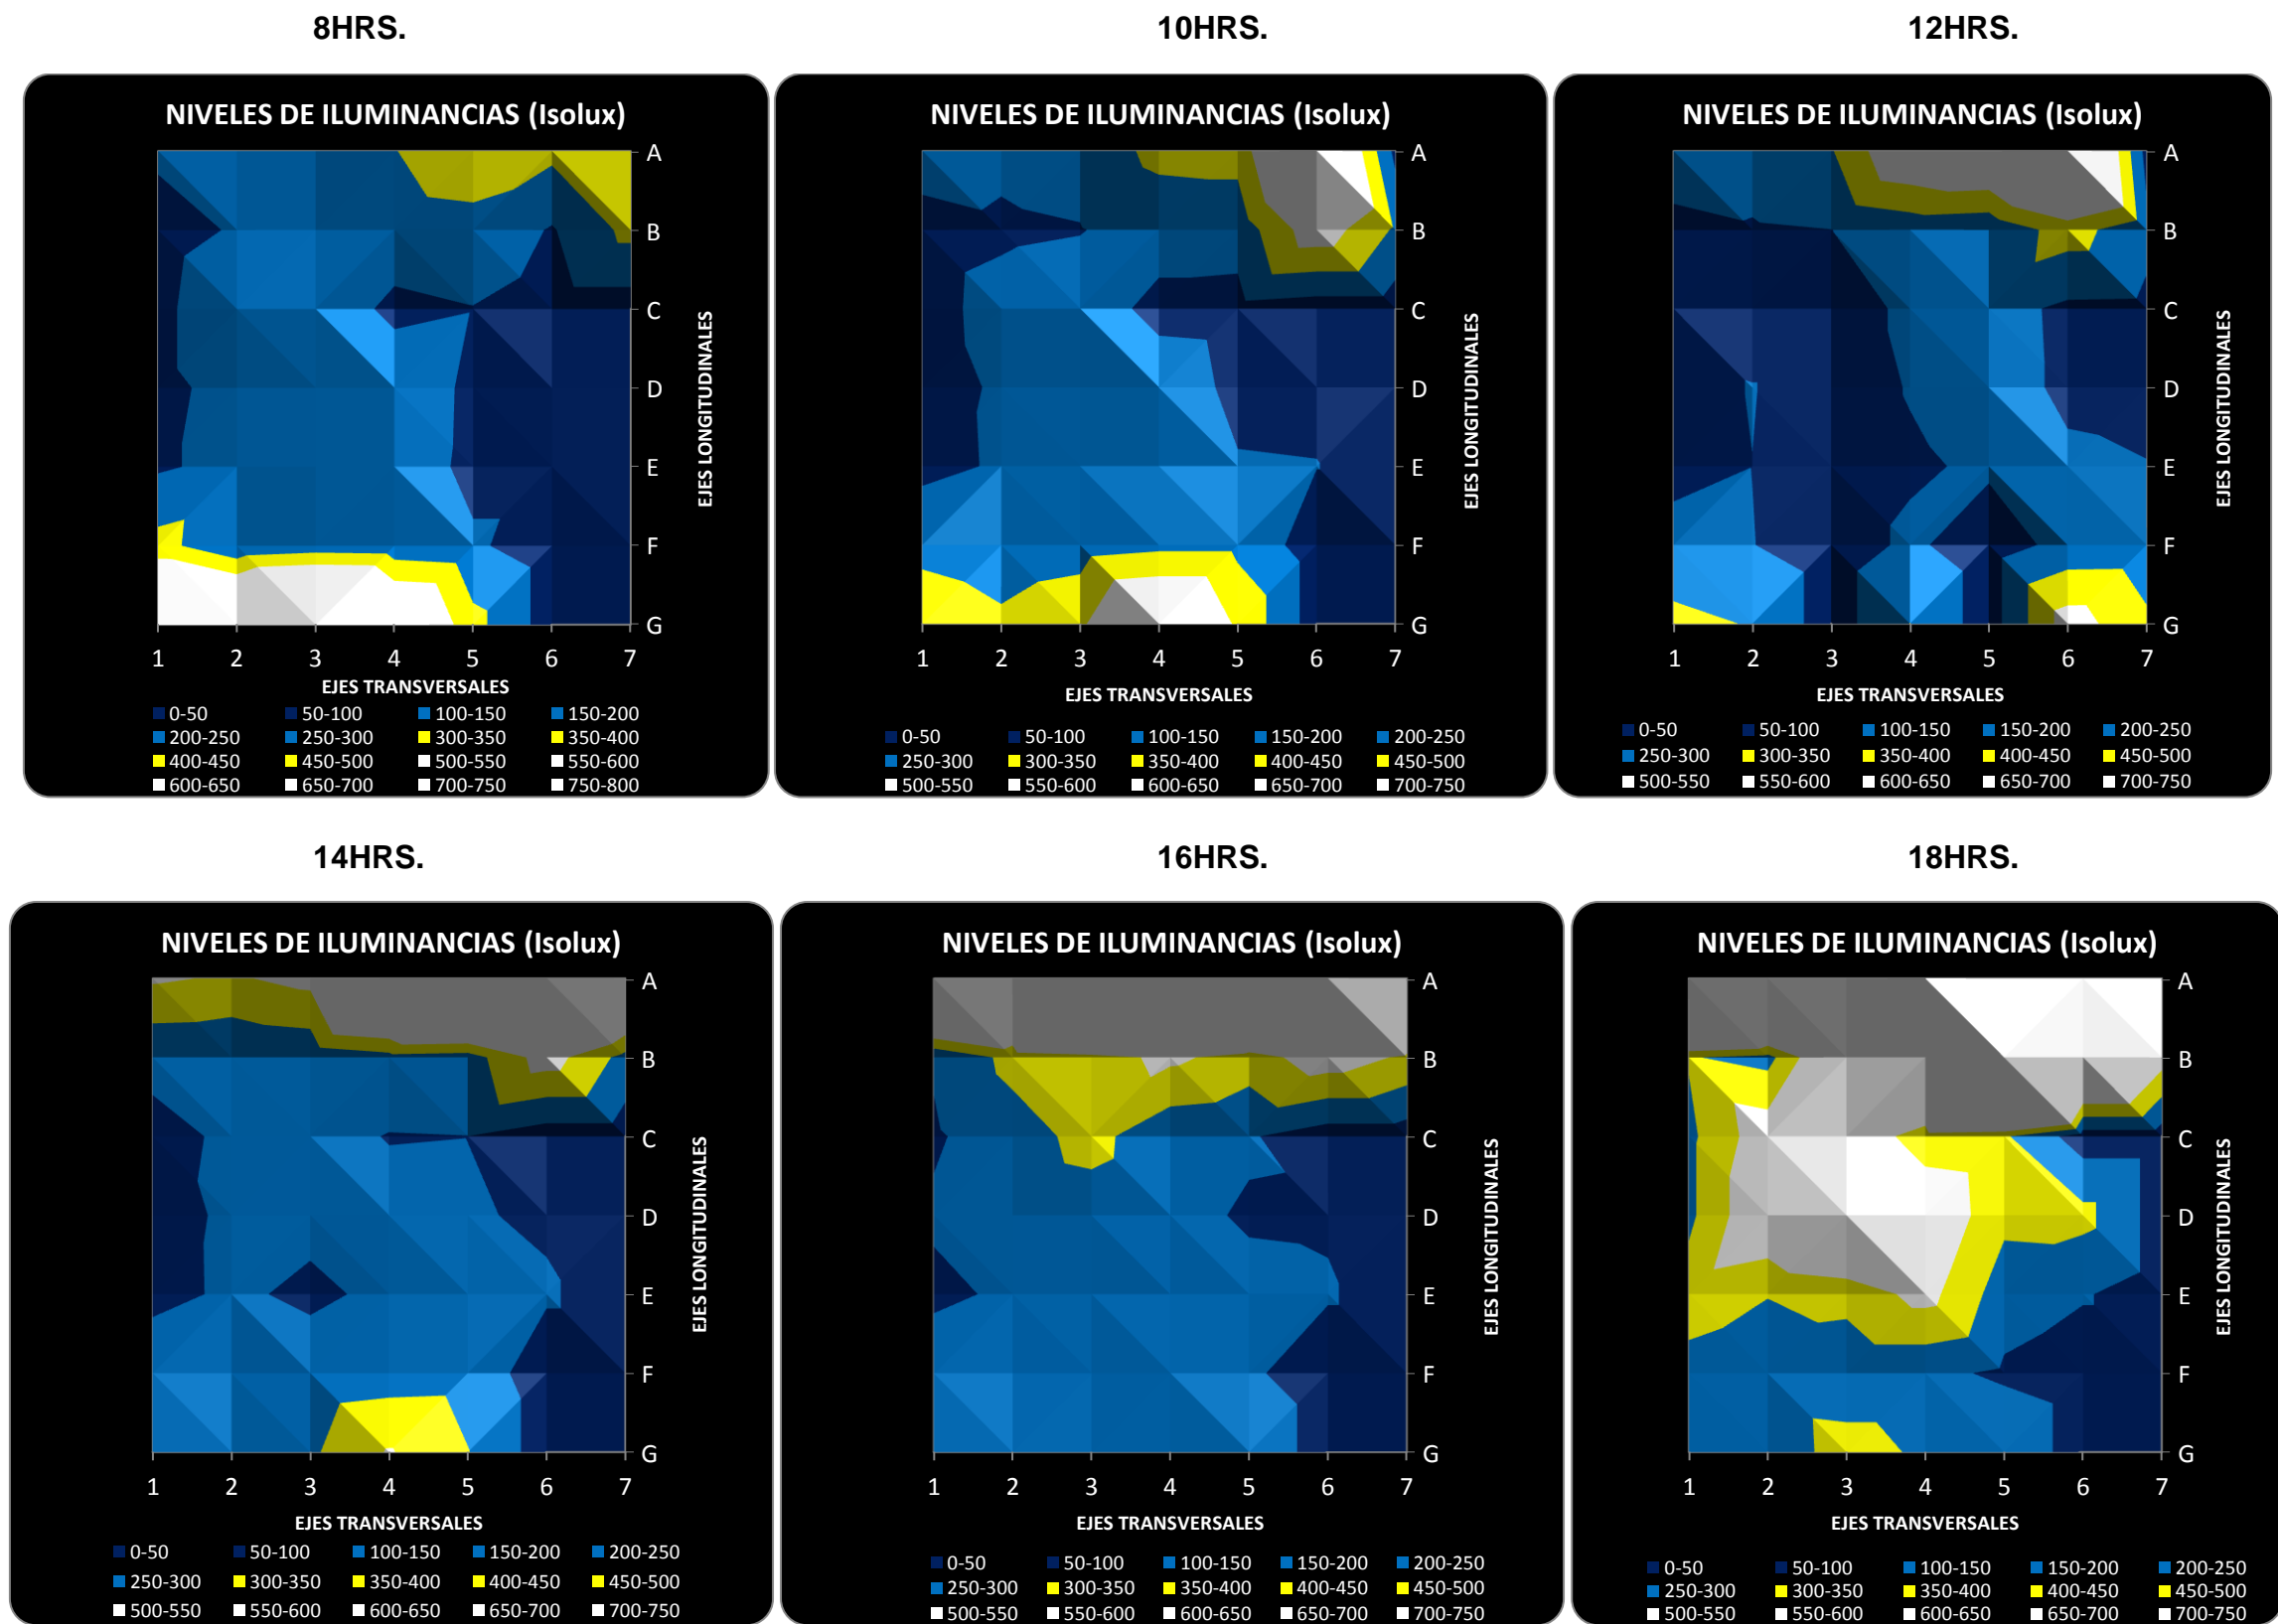 8HRS.
10HRS.
12HRS.
NIVELES DE ILUMINANCIAS (Isolux)
A
B
C
D
E
F
G
EJES LONGITUDINALES
1 2 3 4 5 6 7
EJES TRANSVERSALES
0-50 50-100 100-150 150-200
200-250 250-300 300-350 350-400
400-450 450-500 500-550 550-600
600-650 650-700 700-750 750-800
NIVELES DE ILUMINANCIAS (Isolux)
A
B
C
D
E
F
G
EJES LONGITUDINALES
1 2 3 4 5 6 7
EJES TRANSVERSALES
0-50 50-100 100-150 150-200 200-250
250-300 300-350 350-400 400-450 450-500
500-550 550-600 600-650 650-700 700-750
NIVELES DE ILUMINANCIAS (Isolux)
A
B
C
D
E
F
G
EJES LONGITUDINALES
1 2 3 4 5 6 7
EJES TRANSVERSALES
0-50 50-100 100-150 150-200 200-250
250-300 300-350 350-400 400-450 450-500
500-550 550-600 600-650 650-700 700-750
14HRS.
16HRS.
18HRS.
NIVELES DE ILUMINANCIAS (Isolux)
A
B
C
D
E
F
G
EJES LONGITUDINALES
1 2 3 4 5 6 7
EJES TRANSVERSALES
0-50 50-100 100-150 150-200 200-250
250-300 300-350 350-400 400-450 450-500
500-550 550-600 600-650 650-700 700-750
NIVELES DE ILUMINANCIAS (Isolux)
A
B
C
D
E
F
G
EJES LONGITUDINALES
1 2 3 4 5 6 7
EJES TRANSVERSALES
0-50 50-100 100-150 150-200 200-250
250-300 300-350 350-400 400-450 450-500
500-550 550-600 600-650 650-700 700-750
NIVELES DE ILUMINANCIAS (Isolux)
A
B
C
D
E
F
G
EJES LONGITUDINALES
1 2 3 4 5 6 7
EJES TRANSVERSALES
0-50 50-100 100-150 150-200 200-250
250-300 300-350 350-400 400-450 450-500
500-550 550-600 600-650 650-700 700-750